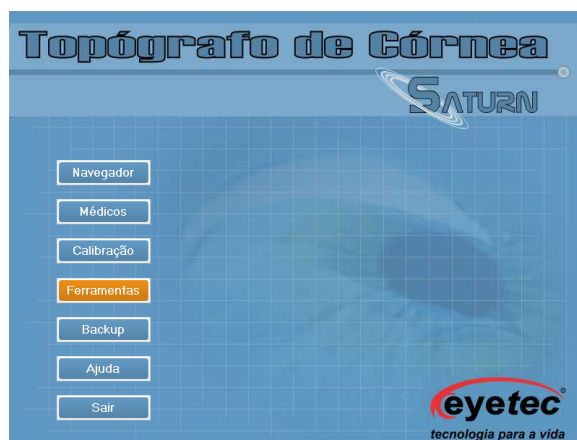 Topógrafo de Córnea
SATURN
Navegador
Médicos
Calibração
Ferramentas
Backup
Ajuda
Sair
eyetec
tecnologia para a vida